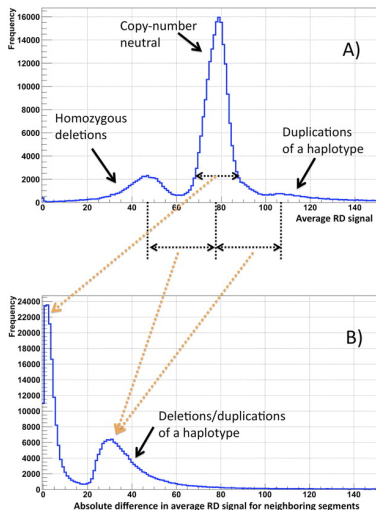 Frequency
16000
14000
12000
10000
8000
6000
4000
2000
0
Copy-number
neutral
A)
Homozygous
deletions
Duplications
of a haplotype
0 20 40 60 80 100 120 140
Average RD signal
Frequency
24000
22000
20000
18000
16000
14000
12000
10000
8000
6000
4000
2000
0
B)
Deletions/duplications
of a haplotype
0 20 40 60 80 100 120 140
Absolute difference in average RD signal for neighboring segments